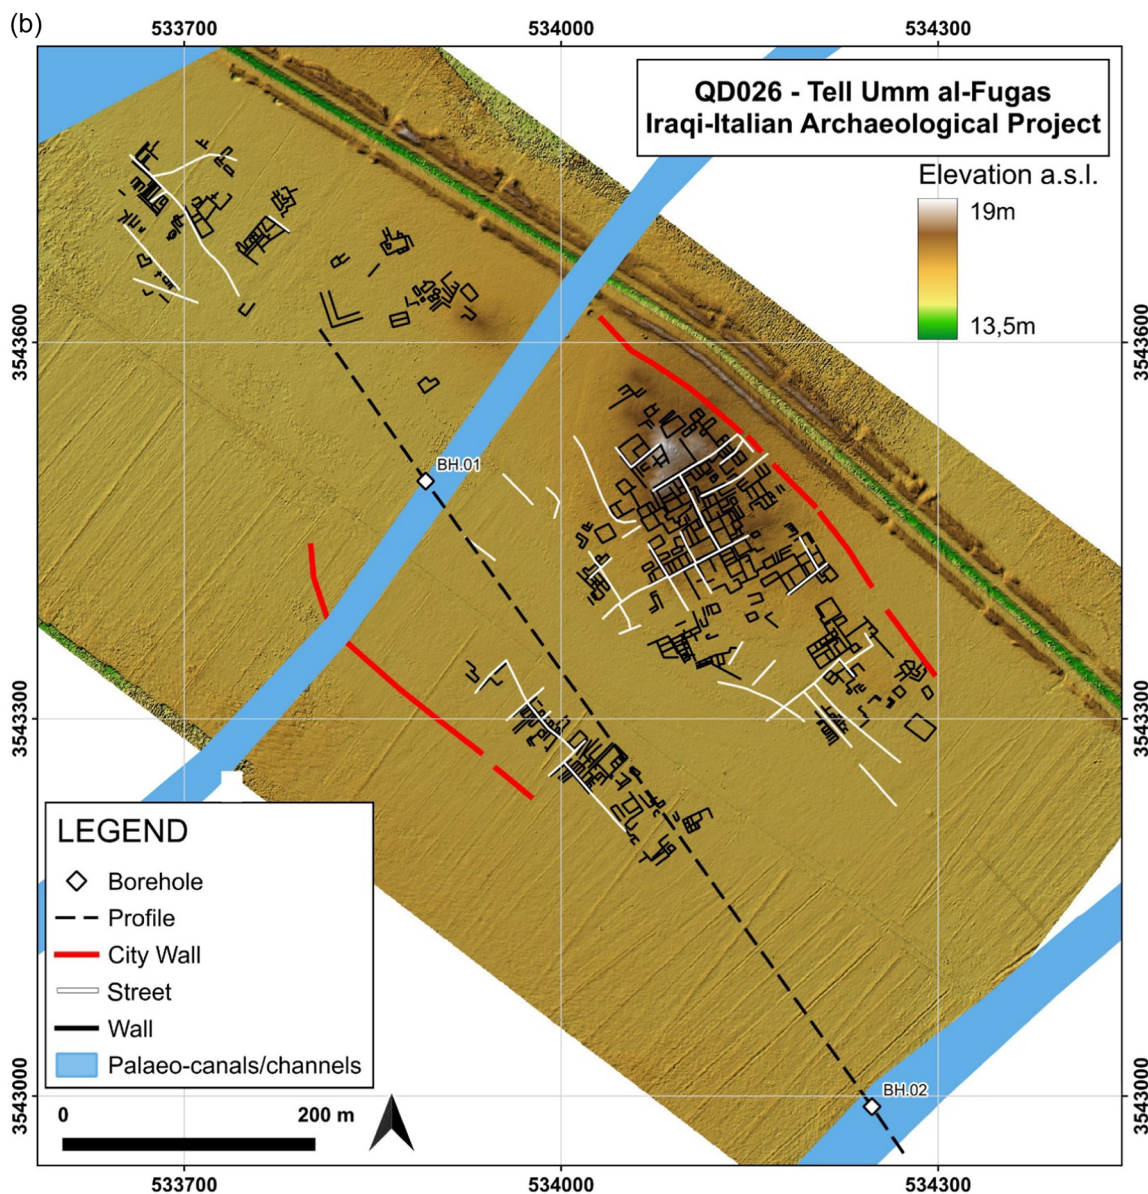 (b)
533700 534000 534300
QD026 - Tell Umm al-Fugas
Iraqi-Italian Archaeological Project
Elevation a.s.l.
19m
13,5m
3543600
3543600
BH.01
3543300
3543300
LEGEND
Borehole
Profile
City Wall
Street
Wall
Palaeo-canals/channels
BH.02
3543000
3543000
0 200 m
533700 534000 534300